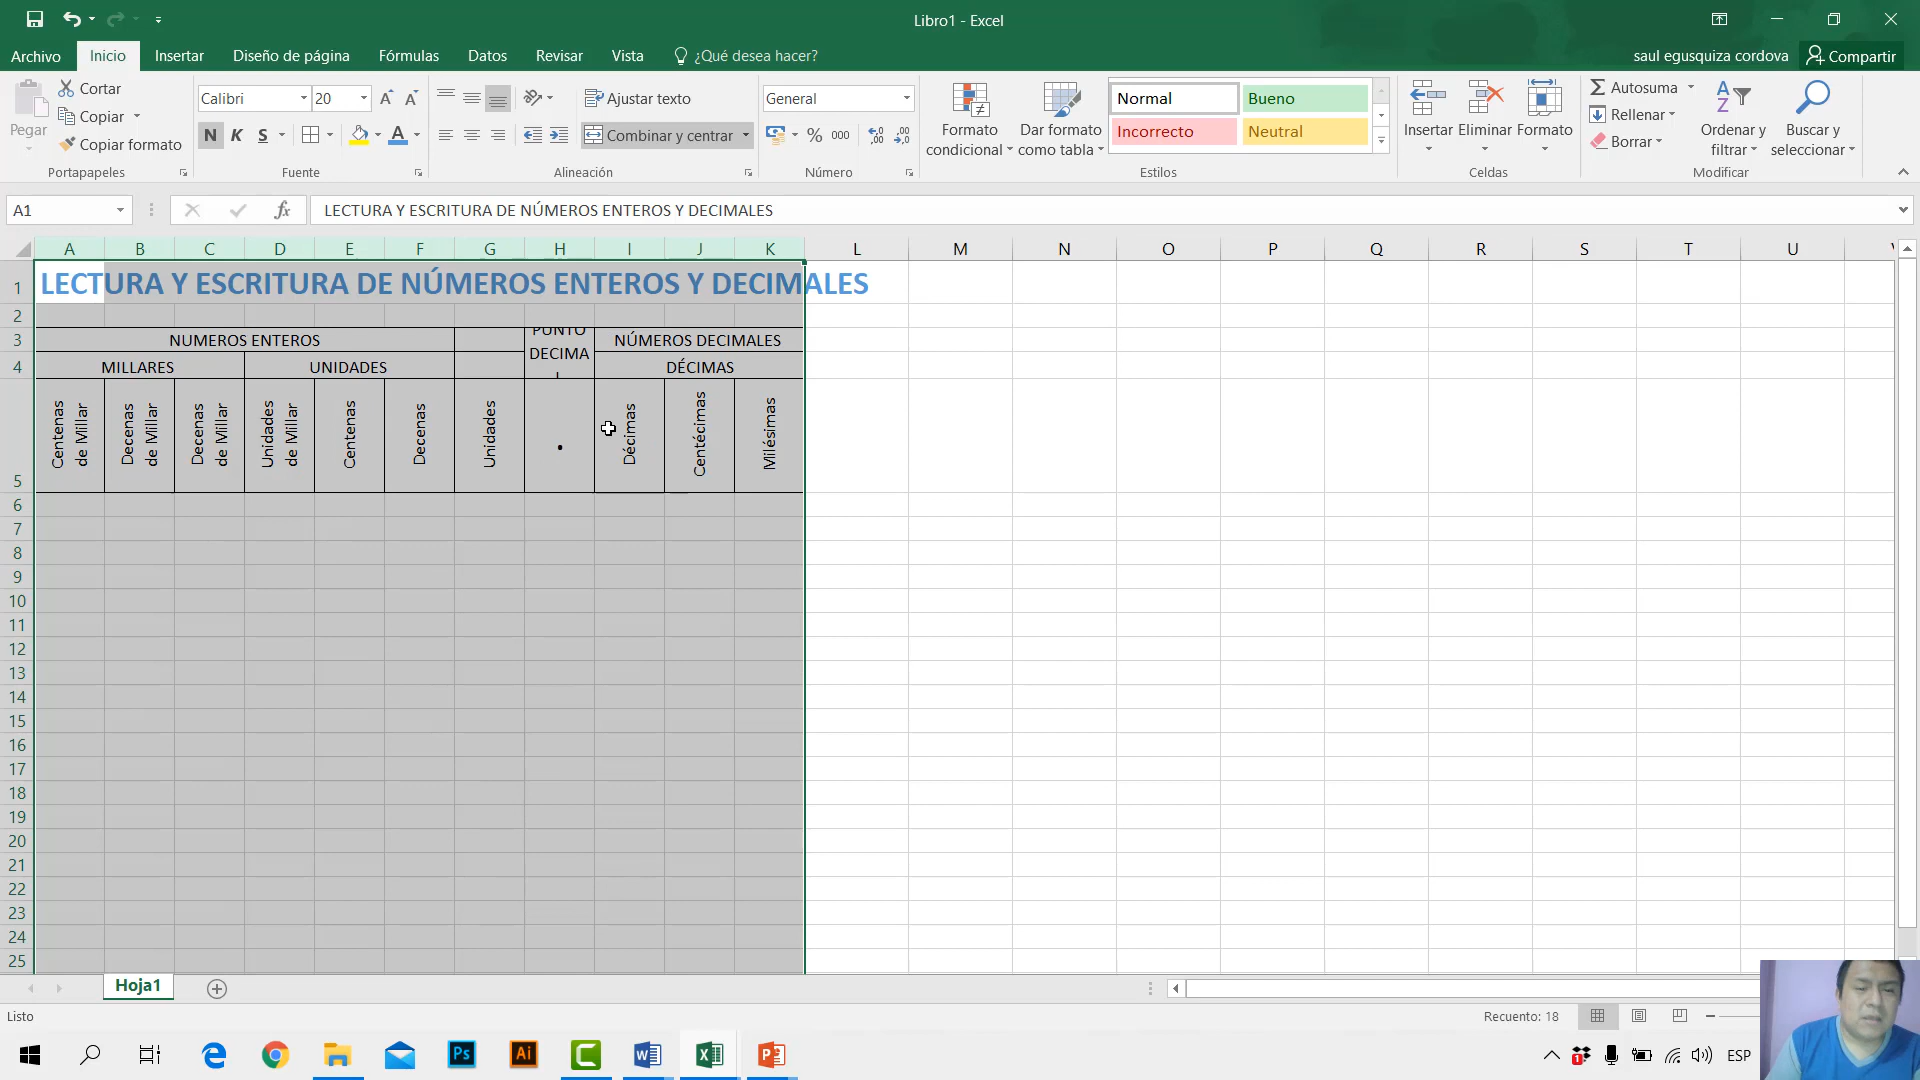 Libro1 - Excel
Archivo Inicio Insertar Diseño de página Fórmulas Datos Revisar Vista ¿Qué desea hacer? saul egusquiza cordova Compartir
Pegar
Cortar
Copiar
Copiar formato
Portapapeles
Calibri 20
N K S
Fuente
Ajustar texto
Combinar y centrar
Alineación
General
% 000
Número
Formato condicional
Dar formato como tabla
Normal Bueno
Incorrecto Neutral
Estilos
Insertar Eliminar Formato
Celdas
Autosuma
Rellenar
Borrar
Ordenar y filtrar
Buscar y seleccionar
Modificar
A1 fx LECTURA Y ESCRITURA DE NÚMEROS ENTEROS Y DECIMALES
A B C D E F G H I J K L M N O P Q R S T U
1 LECTURA Y ESCRITURA DE NÚMEROS ENTEROS Y DECIMALES
2
3 NUMEROS ENTEROS PUNTO DECIMA NÚMEROS DECIMALES
4 MILLARES UNIDADES DÉCIMAS
5 Centenas de Millar Decenas de Millar Decenas de Millar Unidades de Millar Centenas Decenas Unidades . Décimas Centécimas Milésimas
6
7
8
9
10
11
12
13
14
15
16
17
18
19
20
21
22
23
24
25
Hoja1
Listo Recuento: 18
Ps Ai ESP